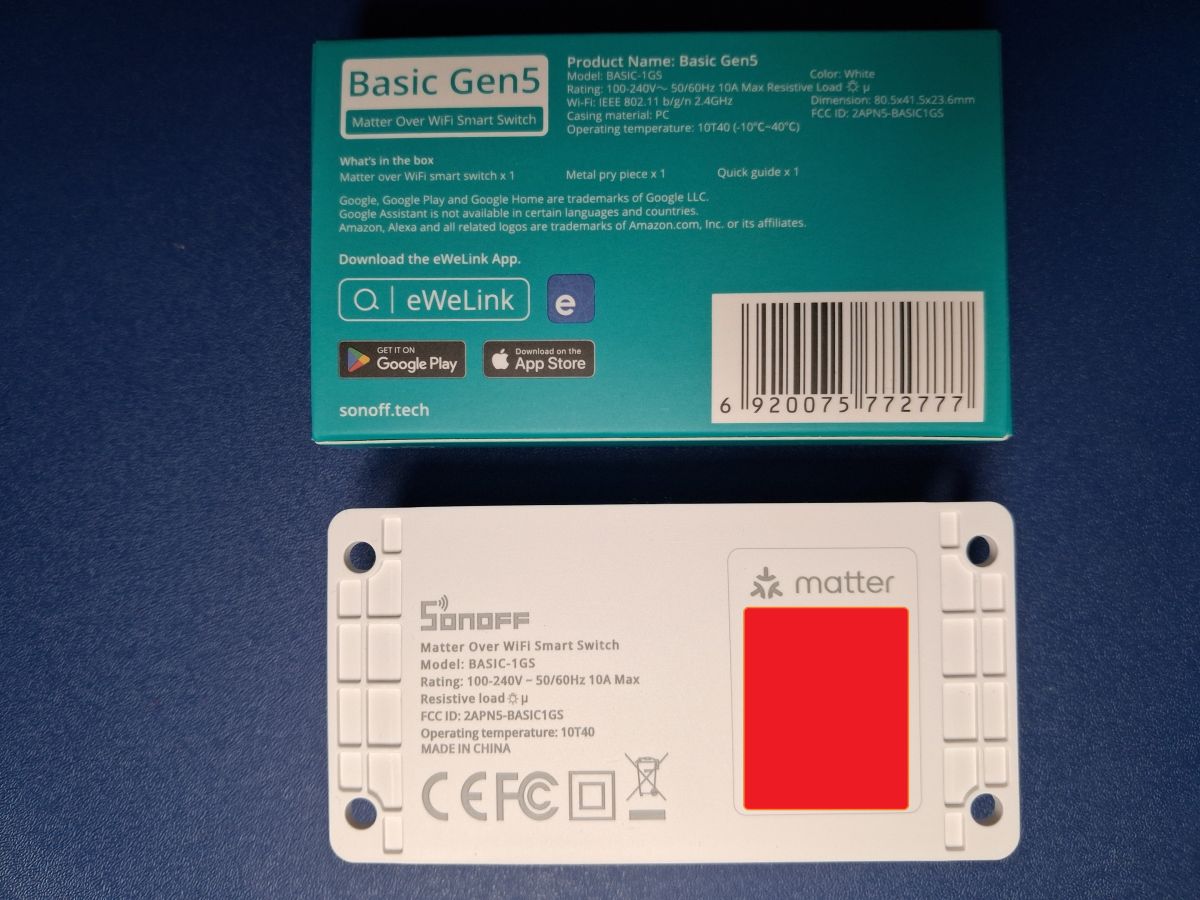 Basic Gen5
Matter Over WiFi Smart Switch
Product Name: Basic Gen5
Model: BASIC-1GS
Color: White
Rating: 100-240V～ 50/60Hz 10A Max Resistive Load µ
Wi-Fi: IEEE 802.11 b/g/n 2.4GHz
Dimension: 80.5x41.5x23.6mm
Casing material: PC
FCC ID: 2APN5-BASIC1GS
Operating temperature: 10T40 (-10℃~40℃)
What's in the box
Matter over WiFi smart switch x 1
Metal pry piece x 1
Quick guide x 1
Google, Google Play and Google Home are trademarks of Google LLC.
Google Assistant is not available in certain languages and countries.
Amazon, Alexa and all related logos are trademarks of Amazon.com, Inc. or its affiliates.
Download the eWeLink App.
eWeLink
e
GET IT ON
Google Play
Download on the
App Store
sonoff.tech
6 920075 772777
SONOFF
Matter Over WiFi Smart Switch
Model: BASIC-1GS
Rating: 100-240V ~ 50/60Hz 10A Max
Resistive load µ
FCC ID: 2APN5-BASIC1GS
Operating temperature: 10T40
MADE IN CHINA
CE FC
matter